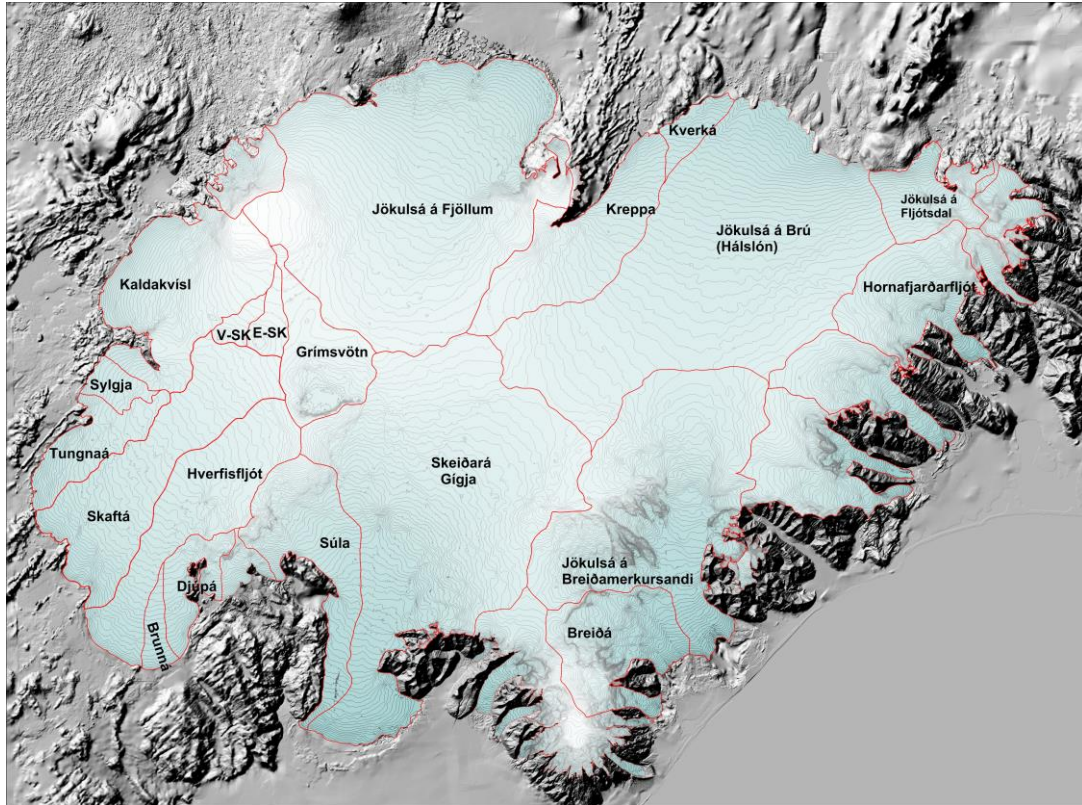 Kverká
Jökulsá á Fjöllum
Kreppa
Jökulsá á
Fljótsdal
Jökulsá á Brú
(Hálslón)
Kaldakvísl
Hornafjarðarfljót
V-SK
E-SK
Grímsvötn
Sylgja
Tungnaá
Hverfisfljót
Skeiðará
Gígja
Skaftá
Súla
Djúpá
Jökulsá á
Breiðamerkursandi
Brunná
Breiðá